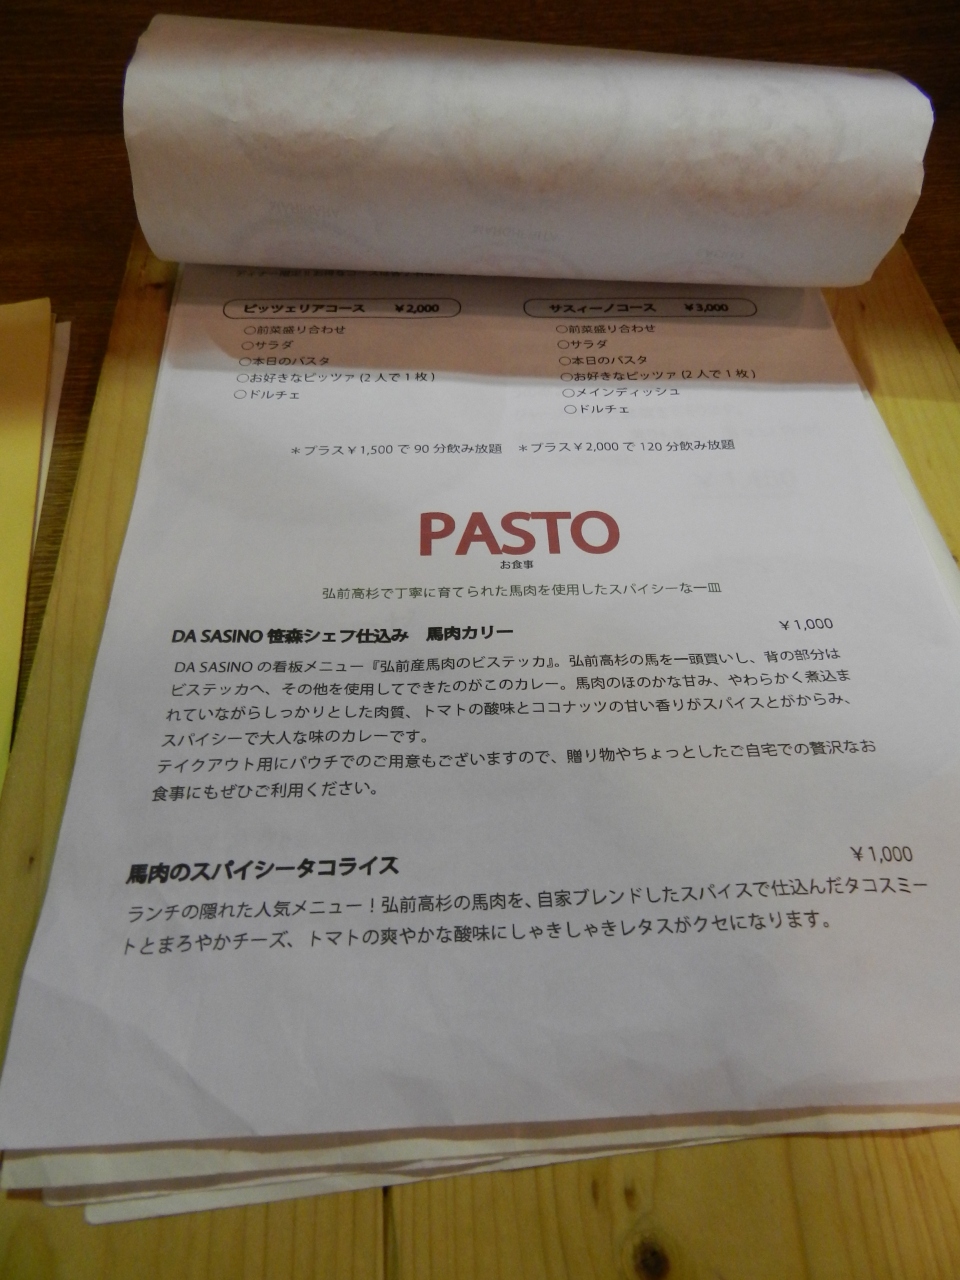 ピッツェリアコース ¥2,000
○前菜盛り合わせ
○サラダ
○本日のパスタ
○お好きなピッツァ (2 人で 1 枚 )
○ドルチェ
サスィーノコース ¥3,000
○前菜盛り合わせ
○サラダ
○本日のパスタ
○お好きなピッツァ (2 人で 1 枚 )
○メインディッシュ
○ドルチェ
＊プラス ¥1,500 で 90 分飲み放題 ＊プラス ¥2,000 で 120 分飲み放題
PASTO
お食事
弘前高杉で丁寧に育てられた馬肉を使用したスパイシーな一皿
DA SASINO 笹森シェフ仕込み 馬肉カリー ¥1,000
DA SASINO の看板メニュー『弘前産馬肉のビステッカ』。弘前高杉の馬を一頭買いし、背の部分は
ビステッカへ、その他を使用してできたのがこのカレー。馬肉のほのかな甘み、やわらかく煮込ま
れていながらしっかりとした肉質、トマトの酸味とココナッツの甘い香りがスパイスとがからみ、
スパイシーで大人な味のカレーです。
テイクアウト用にパウチでのご用意もございますので、贈り物やちょっとしたご自宅での贅沢なお
食事にもぜひご利用ください。
馬肉のスパイシータコライス ¥1,000
ランチの隠れた人気メニュー！弘前高杉の馬肉を、自家ブレンドしたスパイスで仕込んだタコスミー
トとまろやかチーズ、トマトの爽やかな酸味にしゃきしゃきレタスがクセになります。